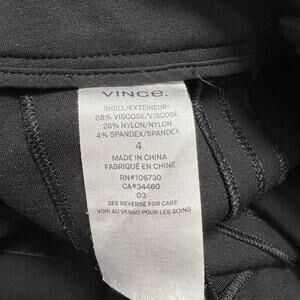 VINCE.
SHELL/EXTÉRIEUR:
68% VISCOSE/VISCOSE
28% NYLON/NYLON
4% SPANDEX/SPANDEX
4
MADE IN CHINA
FABRIQUÉ EN CHINE
RN#106730
CA#34460
03
SEE REVERSE FOR CARE
VOIR AU VERSO POUR LES SOINS